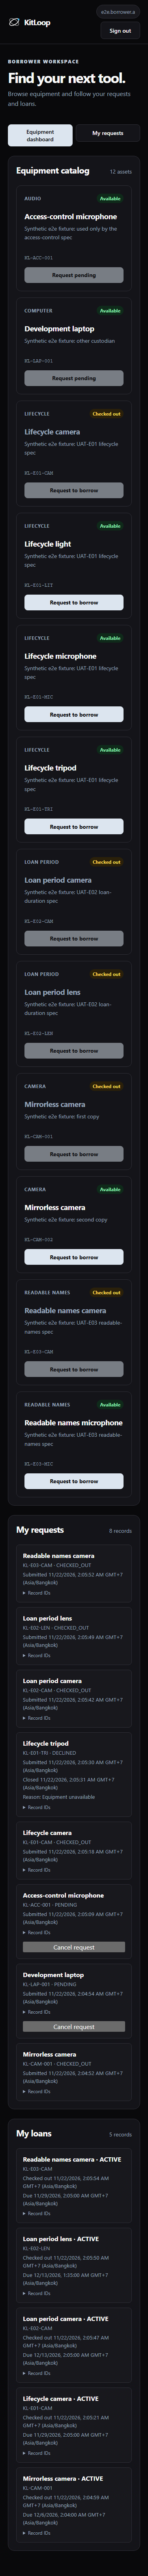 KitLoop
e2e.borrower.a
Sign out
BORROWER WORKSPACE
Find your next tool.
Browse equipment and follow your requests
and loans.
Equipment
dashboard
My requests
Equipment catalog
12 assets
AUDIO
Available
Access-control microphone
Synthetic e2e fixture: used only by the
access-control spec
KL-ACC-001
Request pending
COMPUTER
Available
Development laptop
Synthetic e2e fixture: other custodian
KL-LAP-001
Request pending
LIFECYCLE
Checked out
Lifecycle camera
Synthetic e2e fixture: UAT-E01 lifecycle
spec
KL-E01-CAM
Request to borrow
LIFECYCLE
Available
Lifecycle light
Synthetic e2e fixture: UAT-E01 lifecycle
spec
KL-E01-LIT
Request to borrow
LIFECYCLE
Available
Lifecycle microphone
Synthetic e2e fixture: UAT-E01 lifecycle
spec
KL-E01-MIC
Request to borrow
LIFECYCLE
Available
Lifecycle tripod
Synthetic e2e fixture: UAT-E01 lifecycle
spec
KL-E01-TRI
Request to borrow
LOAN PERIOD
Checked out
Loan period camera
Synthetic e2e fixture: UAT-E02 loan-
duration spec
KL-E02-CAM
Request to borrow
LOAN PERIOD
Checked out
Loan period lens
Synthetic e2e fixture: UAT-E02 loan-
duration spec
KL-E02-LEN
Request to borrow
CAMERA
Checked out
Mirrorless camera
Synthetic e2e fixture: first copy
KL-CAM-001
Request to borrow
CAMERA
Available
Mirrorless camera
Synthetic e2e fixture: second copy
KL-CAM-002
Request to borrow
READABLE NAMES
Checked out
Readable names camera
Synthetic e2e fixture: UAT-E03 readable-
names spec
KL-E03-CAM
Request to borrow
READABLE NAMES
Available
Readable names microphone
Synthetic e2e fixture: UAT-E03 readable-
names spec
KL-E03-MIC
Request to borrow
My requests
8 records
Readable names camera
KL-E03-CAM · CHECKED_OUT
Submitted 11/22/2026, 2:05:52 AM GMT+7
(Asia/Bangkok)
Record IDs
Loan period lens
KL-E02-LEN · CHECKED_OUT
Submitted 11/22/2026, 2:05:49 AM GMT+7
(Asia/Bangkok)
Record IDs
Loan period camera
KL-E02-CAM · CHECKED_OUT
Submitted 11/22/2026, 2:05:42 AM GMT+7
(Asia/Bangkok)
Record IDs
Lifecycle tripod
KL-E01-TRI · DECLINED
Submitted 11/22/2026, 2:05:30 AM GMT+7
(Asia/Bangkok)
Closed 11/22/2026, 2:05:31 AM GMT+7
(Asia/Bangkok)
Reason: Equipment unavailable
Record IDs
Lifecycle camera
KL-E01-CAM · CHECKED_OUT
Submitted 11/22/2026, 2:05:18 AM GMT+7
(Asia/Bangkok)
Record IDs
Access-control microphone
KL-ACC-001 · PENDING
Submitted 11/22/2026, 2:05:09 AM GMT+7
(Asia/Bangkok)
Record IDs
Cancel request
Development laptop
KL-LAP-001 · PENDING
Submitted 11/22/2026, 2:04:54 AM GMT+7
(Asia/Bangkok)
Record IDs
Cancel request
Mirrorless camera
KL-CAM-001 · CHECKED_OUT
Submitted 11/22/2026, 2:04:52 AM GMT+7
(Asia/Bangkok)
Record IDs
My loans
5 records
Readable names camera · ACTIVE
KL-E03-CAM
Checked out 11/22/2026, 2:05:54 AM
GMT+7 (Asia/Bangkok)
Due 11/29/2026, 2:05:00 AM GMT+7
(Asia/Bangkok)
Record IDs
Loan period lens · ACTIVE
KL-E02-LEN
Checked out 11/22/2026, 2:05:50 AM
GMT+7 (Asia/Bangkok)
Due 12/13/2026, 1:35:00 AM GMT+7
(Asia/Bangkok)
Record IDs
Loan period camera · ACTIVE
KL-E02-CAM
Checked out 11/22/2026, 2:05:47 AM
GMT+7 (Asia/Bangkok)
Due 12/13/2026, 2:05:00 AM GMT+7
(Asia/Bangkok)
Record IDs
Lifecycle camera · ACTIVE
KL-E01-CAM
Checked out 11/22/2026, 2:05:21 AM
GMT+7 (Asia/Bangkok)
Due 11/29/2026, 2:05:00 AM GMT+7
(Asia/Bangkok)
Record IDs
Mirrorless camera · ACTIVE
KL-CAM-001
Checked out 11/22/2026, 2:04:59 AM
GMT+7 (Asia/Bangkok)
Due 12/6/2026, 2:04:00 AM GMT+7
(Asia/Bangkok)
Record IDs